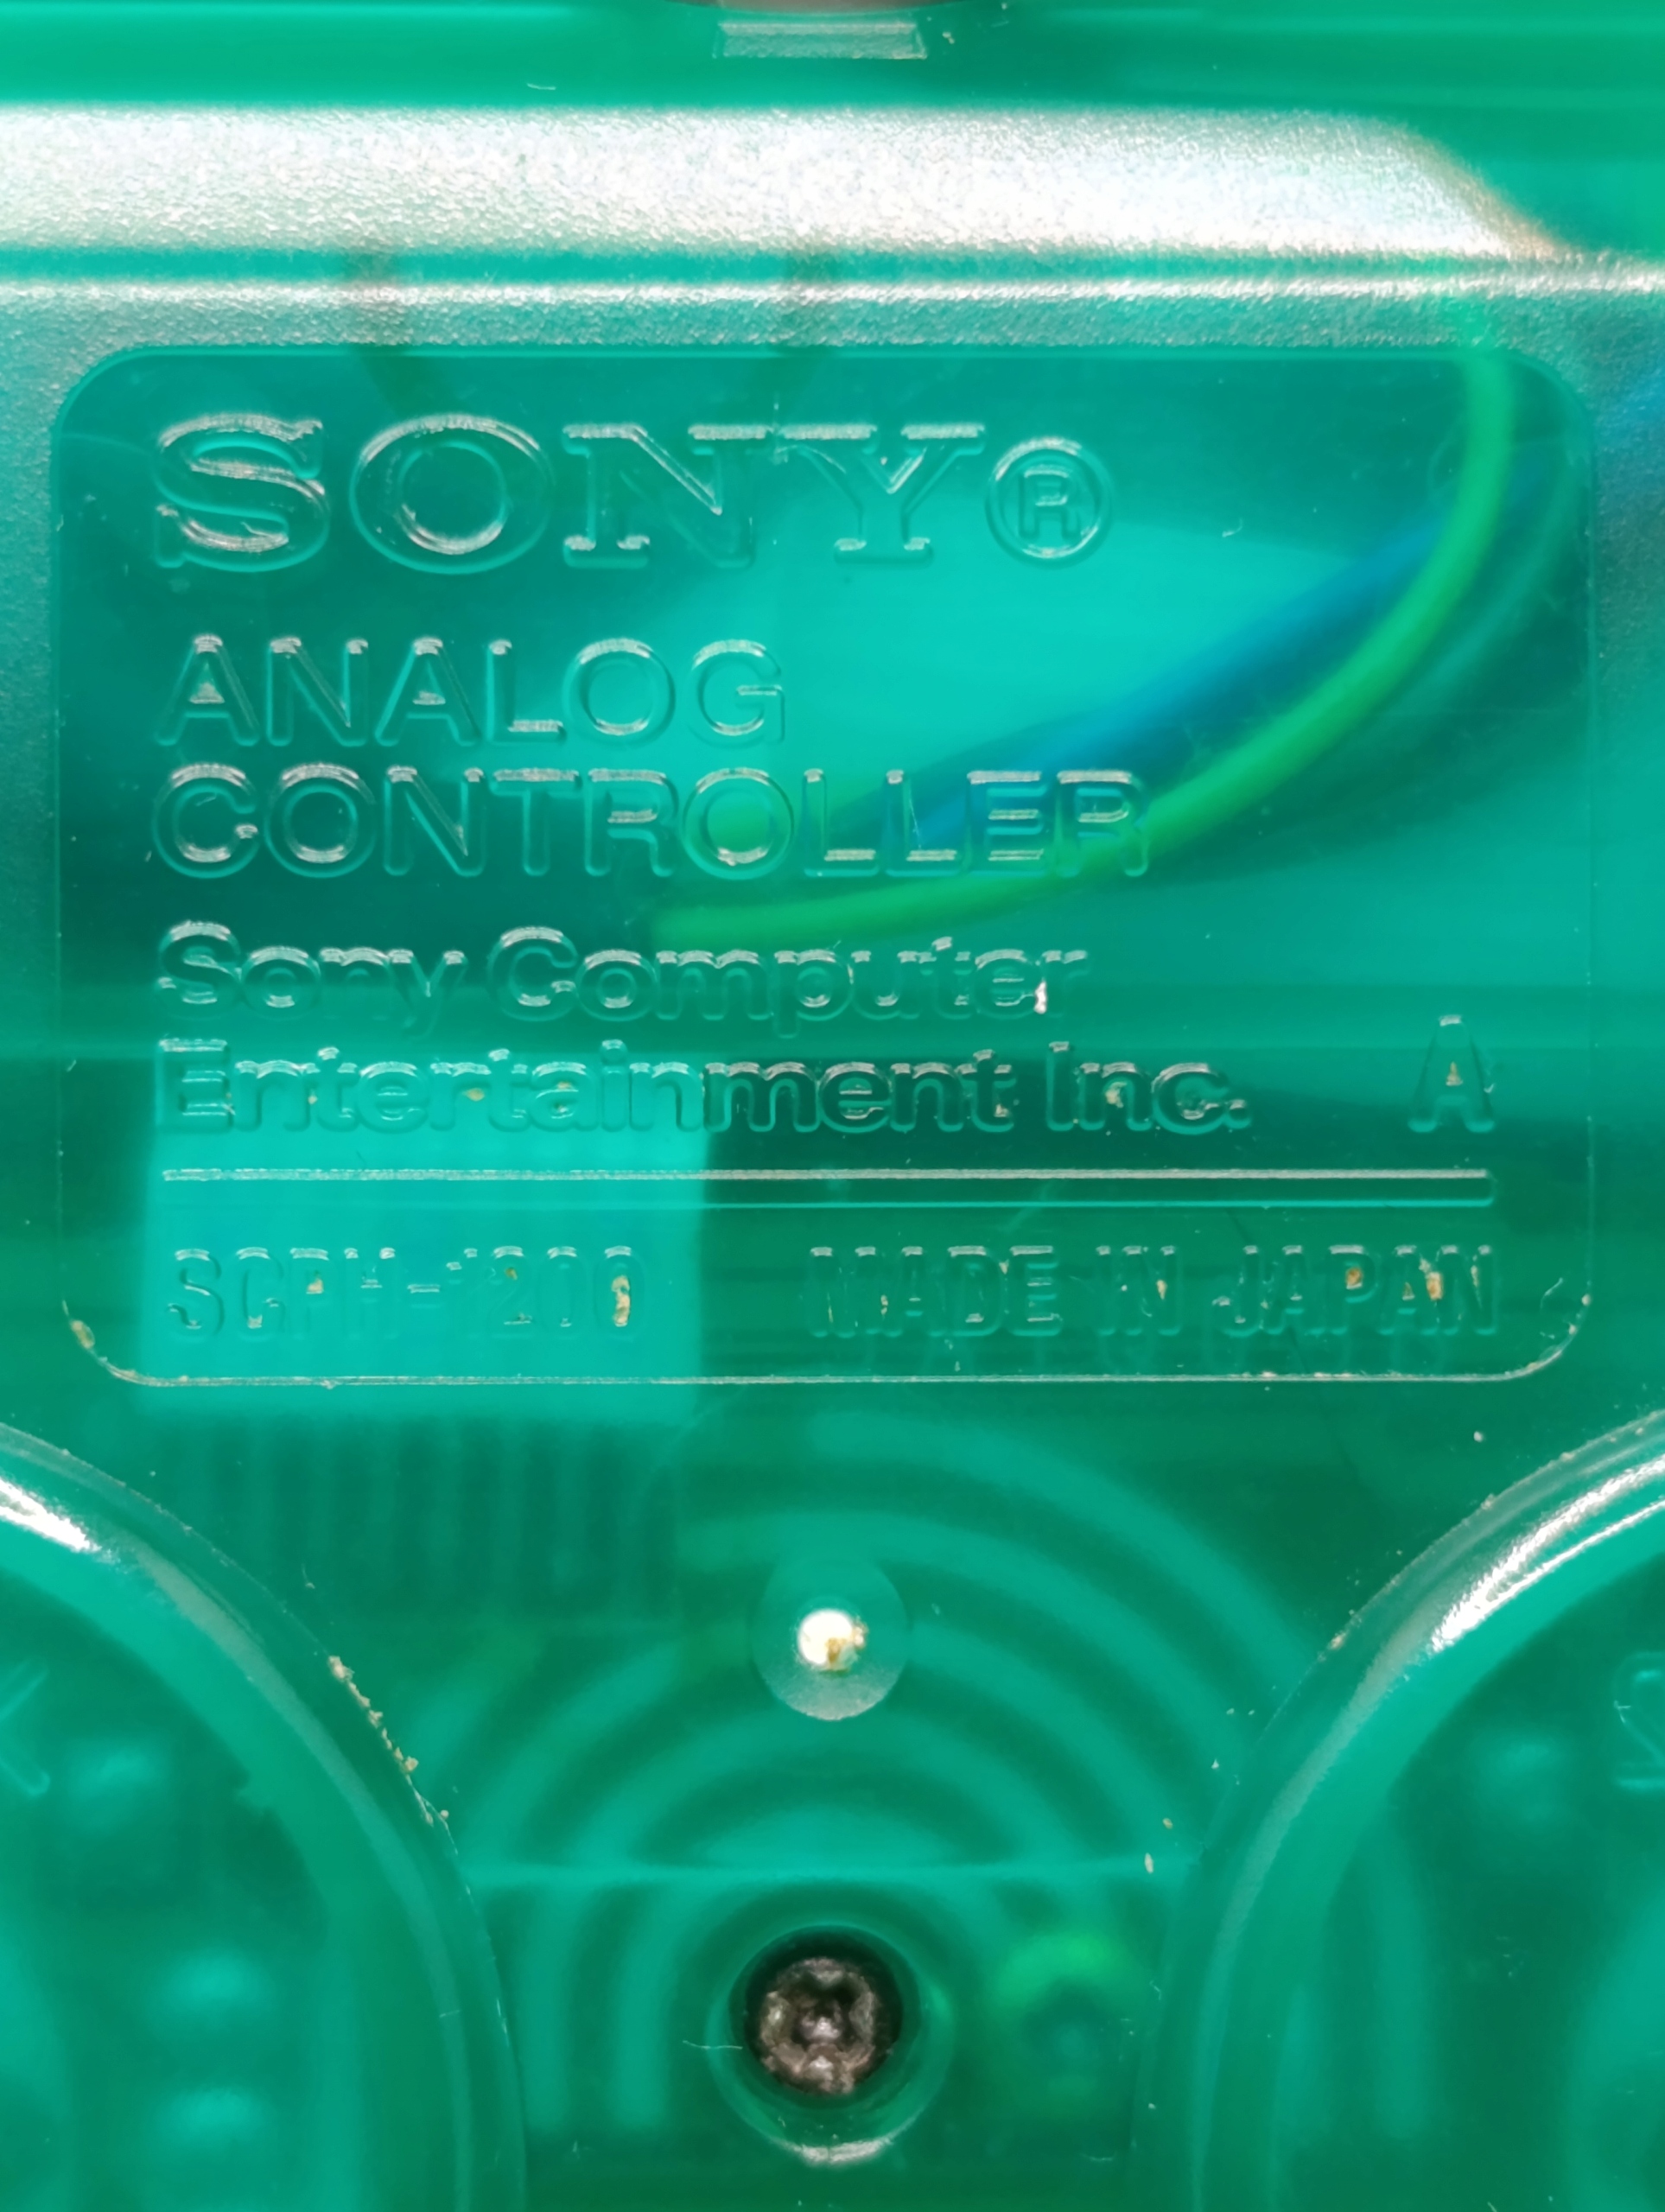 SONY®
ANALOG
CONTROLLER
Sony Computer
Entertainment Inc. A
SCPH-1200 MADE IN JAPAN